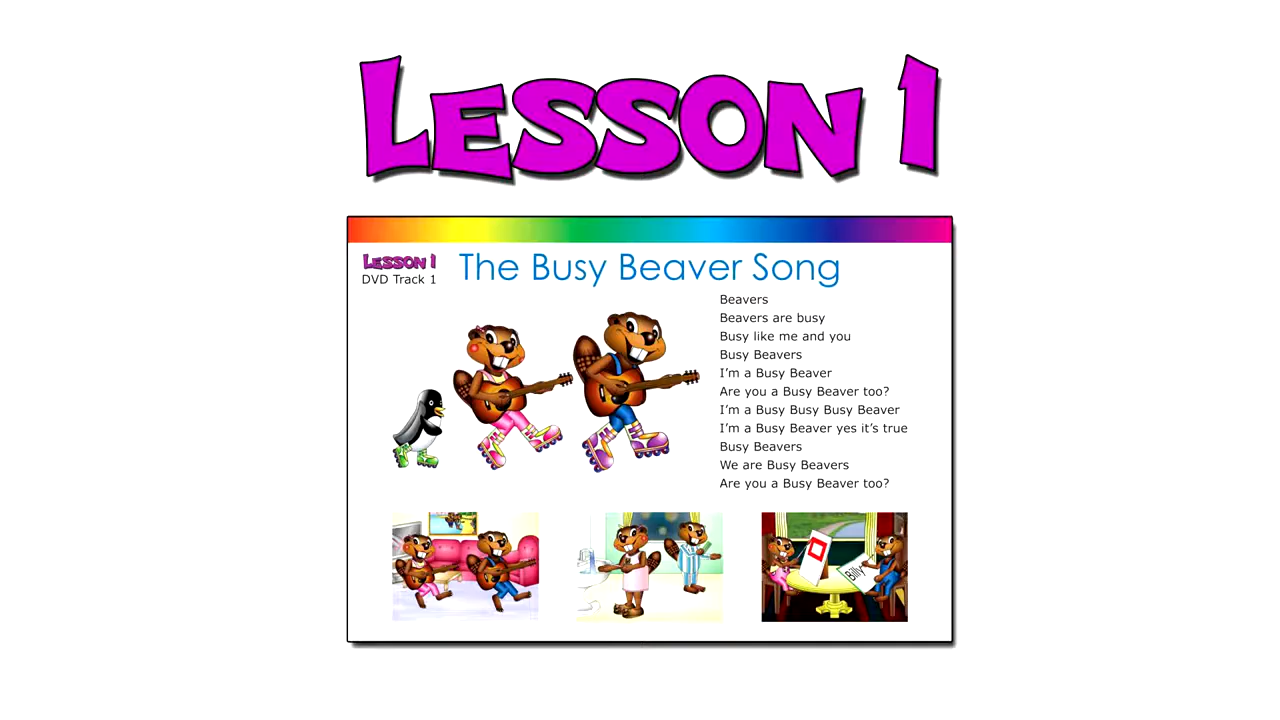 LESSON 1
LESSON 1
DVD Track 1
The Busy Beaver Song
Beavers
Beavers are busy
Busy like me and you
Busy Beavers
I'm a Busy Beaver
Are you a Busy Beaver too?
I'm a Busy Busy Busy Beaver
I'm a Busy Beaver yes it's true
Busy Beavers
We are Busy Beavers
Are you a Busy Beaver too?
Billy